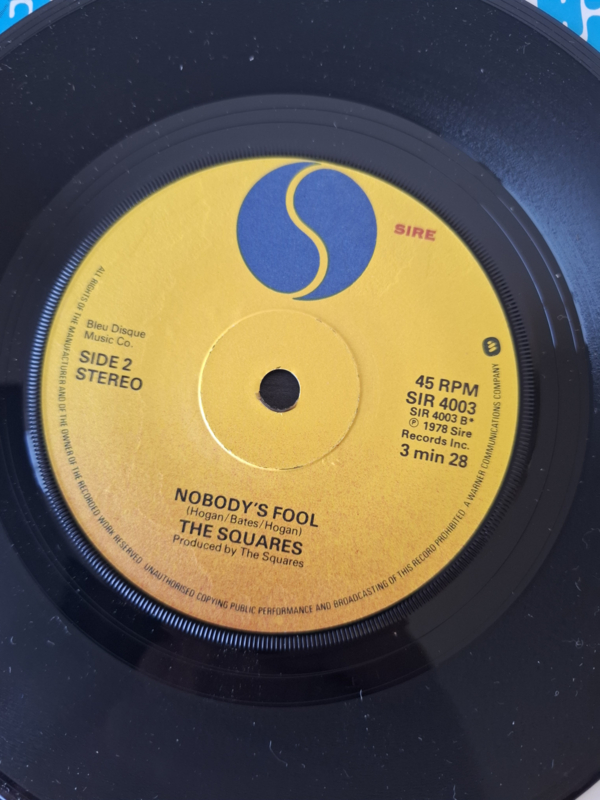 SIRE
Bleu Disque
Music Co.
SIDE 2
STEREO
45 RPM
SIR 4003
SIR 4003 B*
℗ 1978 Sire
Records Inc.
3 min 28
NOBODY'S FOOL
(Hogan/Bates/Hogan)
THE SQUARES
Produced by The Squares
ALL RIGHTS OF THE MANUFACTURER AND OF THE OWNER OF THE RECORDED WORK RESERVED. UNAUTHORISED COPYING PUBLIC PERFORMANCE AND BROADCASTING OF THIS RECORD PROHIBITED. A WARNER COMMUNICATIONS COMPANY